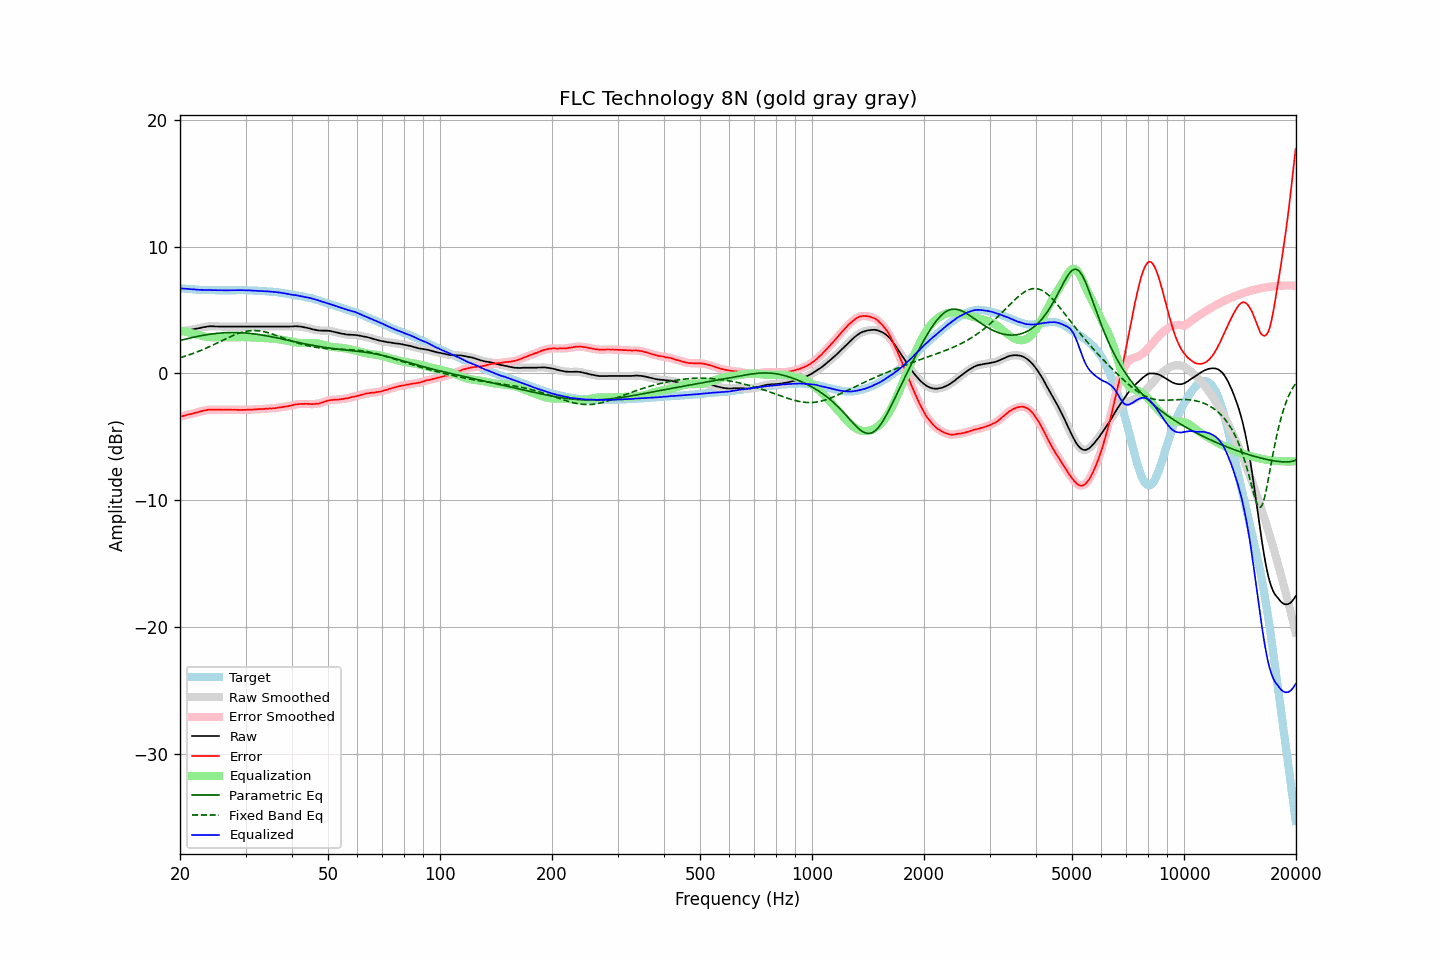 FLC Technology 8N (gold gray gray)
Amplitude (dBr)
20
10
0
−10
−20
−30
Target
Raw Smoothed
Error Smoothed
Raw
Error
Equalization
Parametric Eq
Fixed Band Eq
Equalized
20 50 100 200 500 1000 2000 5000 10000 20000
Frequency (Hz)